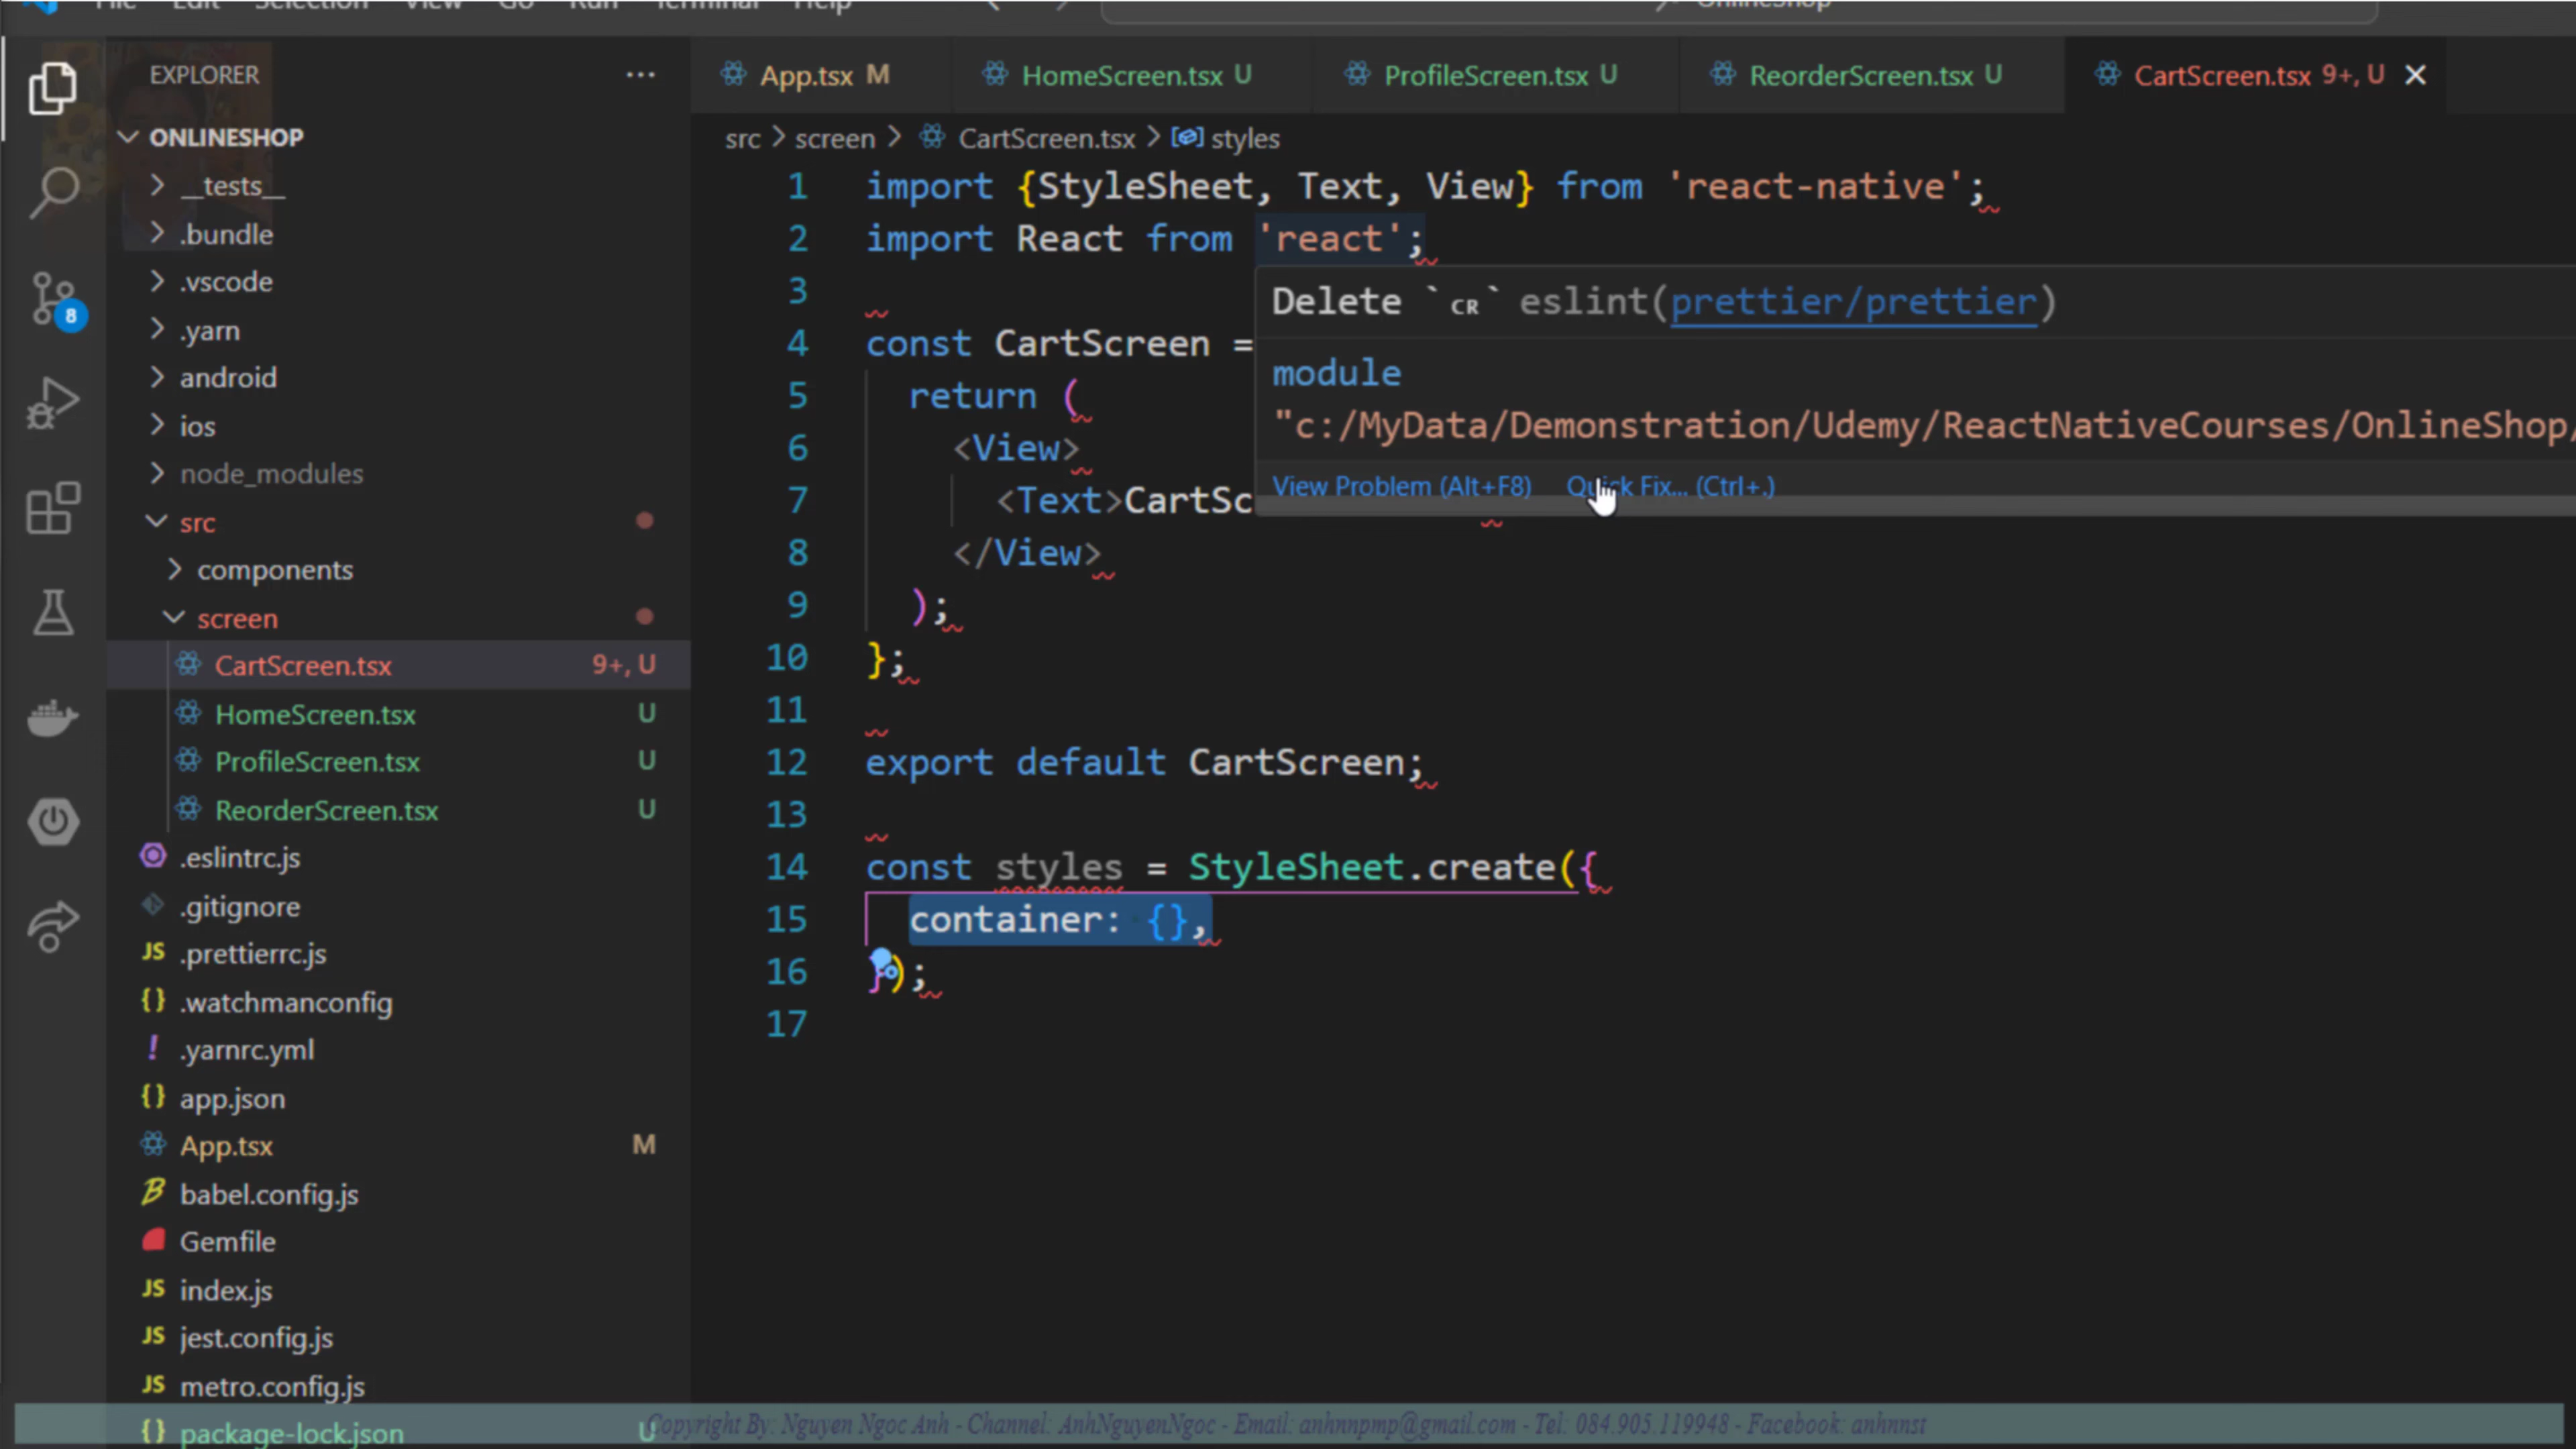 File Edit Selection View Go Run Terminal Help
OnlineShop
EXPLORER
App.tsx M
HomeScreen.tsx U
ProfileScreen.tsx U
ReorderScreen.tsx U
CartScreen.tsx 9+, U
ONLINESHOP
src > screen > CartScreen.tsx > styles
__tests__
.bundle
.vscode
.yarn
android
ios
node_modules
src
components
screen
CartScreen.tsx 9+, U
HomeScreen.tsx U
ProfileScreen.tsx U
ReorderScreen.tsx U
.eslintrc.js
.gitignore
JS .prettierrc.js
{} .watchmanconfig
! .yarnrc.yml
{} app.json
App.tsx M
babel.config.js
Gemfile
JS index.js
JS jest.config.js
JS metro.config.js
{} package-lock.json U
8
1 import {StyleSheet, Text, View} from 'react-native';
2 import React from 'react';
3
4 const CartScreen =
5 return (
6 <View>
7 <Text>CartSc
8 </View>
9 );
10 };
11
12 export default CartScreen;
13
14 const styles = StyleSheet.create({
15 container: {},
16 });
17
Delete `CR` eslint(prettier/prettier)
module
"c:/MyData/Demonstration/Udemy/ReactNativeCourses/OnlineShop/
View Problem (Alt+F8) Quick Fix... (Ctrl+.)
Copyright By: Nguyen Ngoc Anh - Channel: AnhNguyenNgoc - Email: anhnnpmp@gmail.com - Tel: 084.905.119948 - Facebook: anhnnst